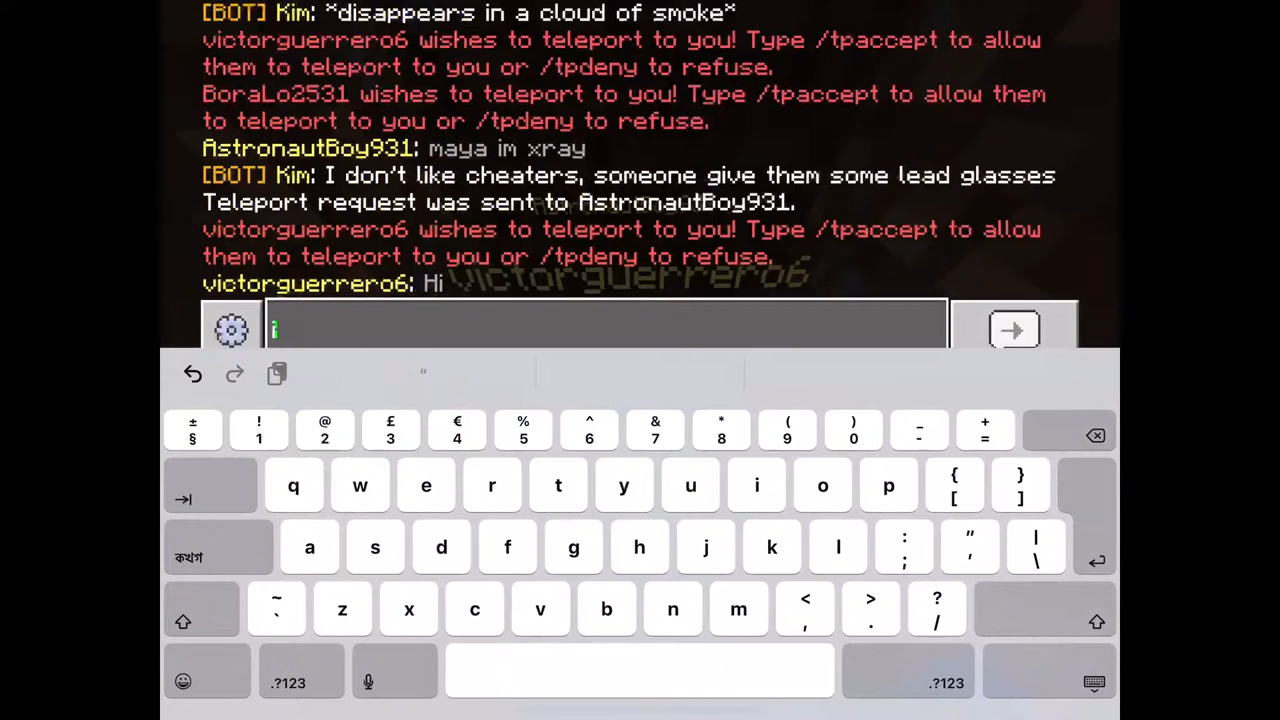 [BOT] Kim: *disappears in a cloud of smoke*
victorguerrero6 wishes to teleport to you! Type /tpaccept to allow
them to teleport to you or /tpdeny to refuse.
BoraLo2531 wishes to teleport to you! Type /tpaccept to allow them
to teleport to you or /tpdeny to refuse.
AstronautBoy931: maya im xray
[BOT] Kim: I don't like cheaters, someone give them some lead glasses
Teleport request was sent to AstronautBoy931.
victorguerrero6 wishes to teleport to you! Type /tpaccept to allow
them to teleport to you or /tpdeny to refuse.
victorguerrero6: Hi
victorguerrero6
i
“
± ! @ £ € % ^ & * ( ) _ +
§ 1 2 3 4 5 6 7 8 9 0 - =
q w e r t y u i o p { }
[ ]
কখগ a s d f g h j k l : " |
; ' \
~ z x c v b n m < > ?
` , . /
.?123 .?123